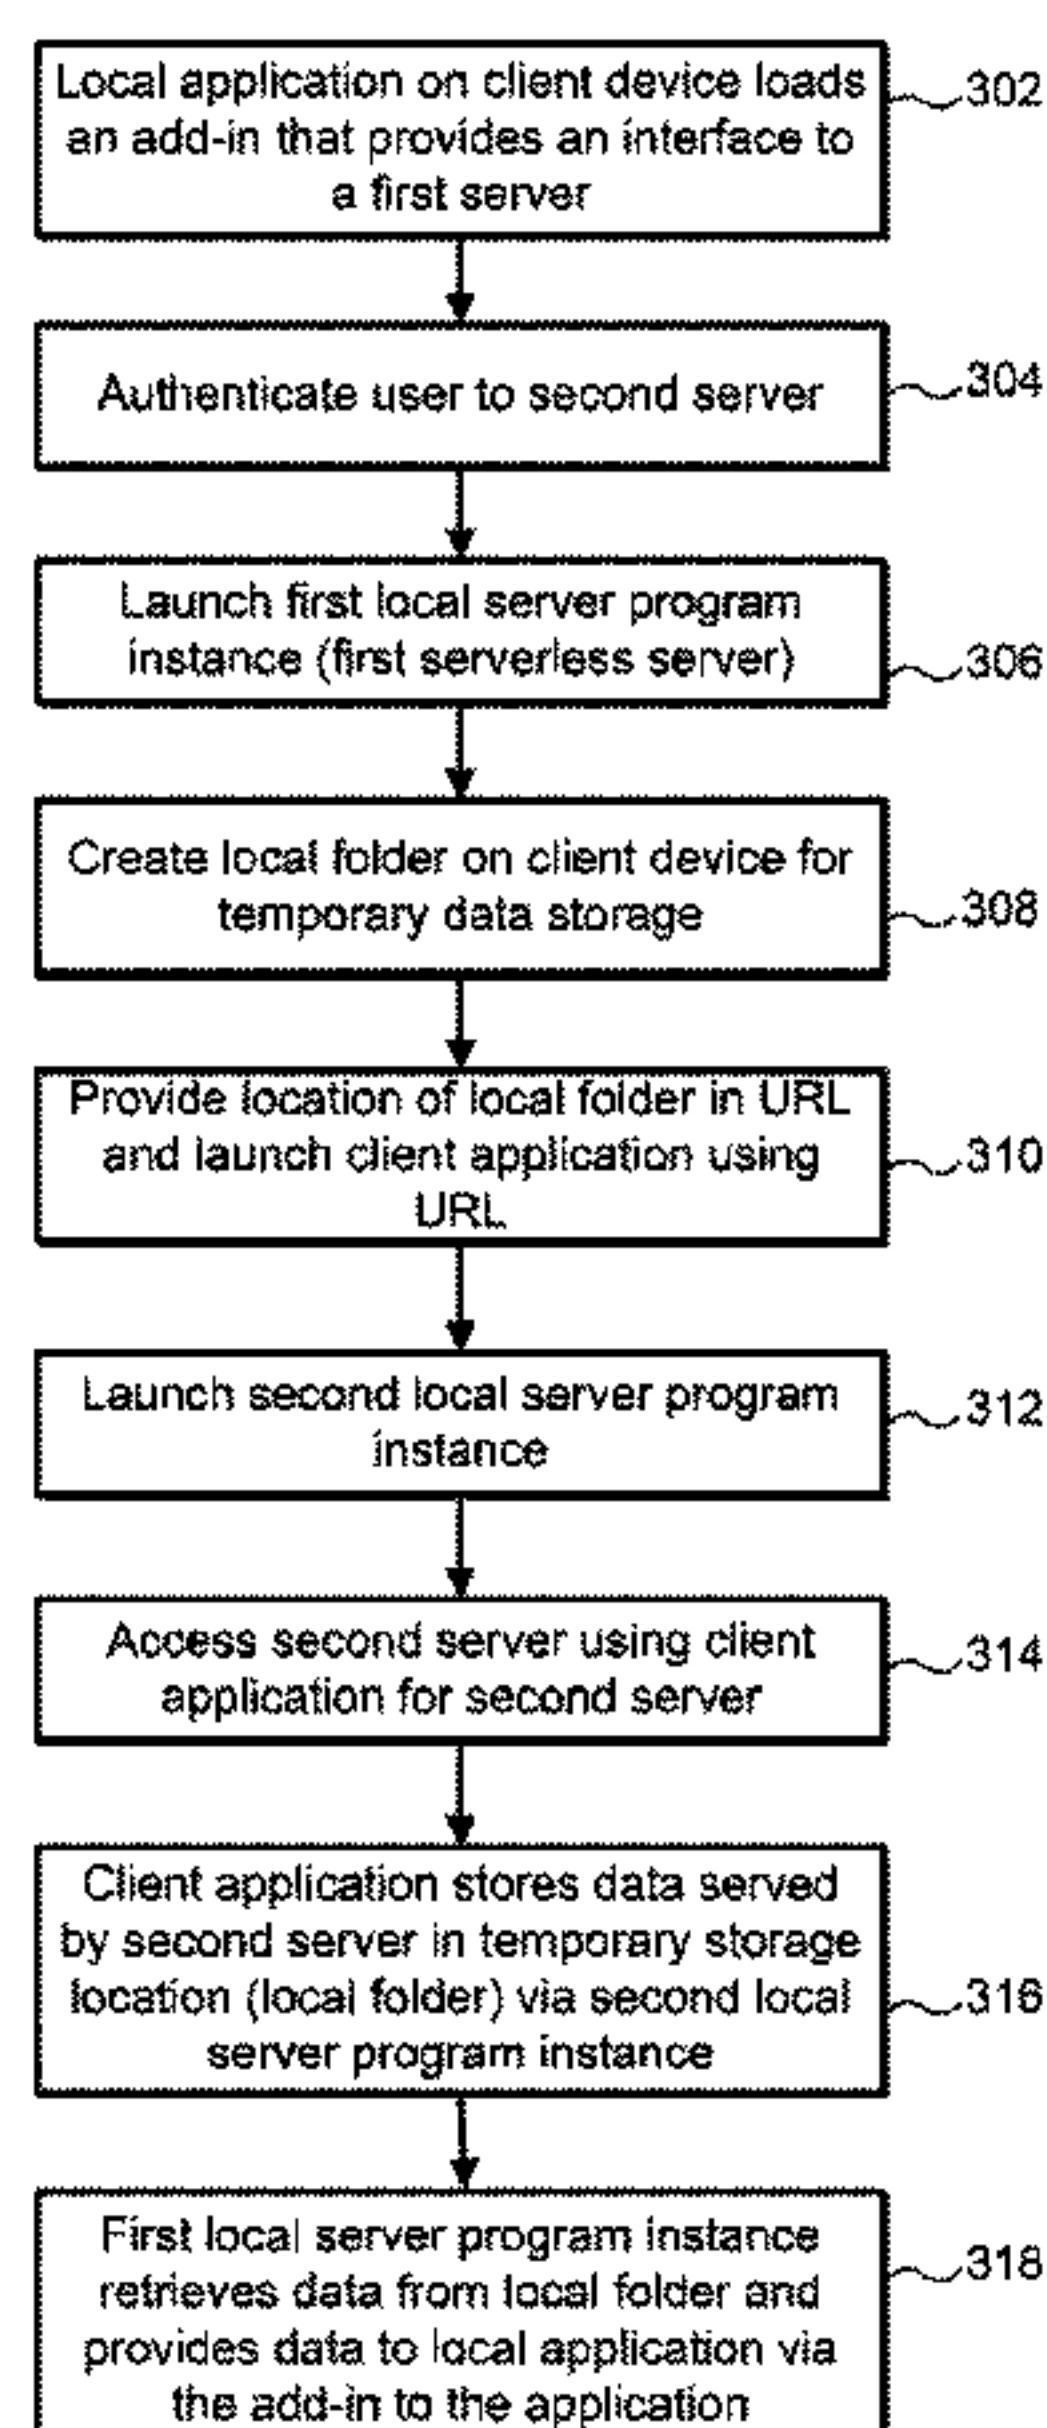 Local application on client device loads
an add-in that provides an interface to
a first server
302
Authenticate user to second server
304
Launch first local server program
instance (first serverless server)
306
Create local folder on client device for
temporary data storage
308
Provide location of local folder in URL
and launch client application using
URL
310
Launch second local server program
instance
312
Access second server using client
application for second server
314
Client application stores data served
by second server in temporary storage
location (local folder) via second local
server program instance
316
First local server program instance
retrieves data from local folder and
provides data to local application via
the add-in to the application
318